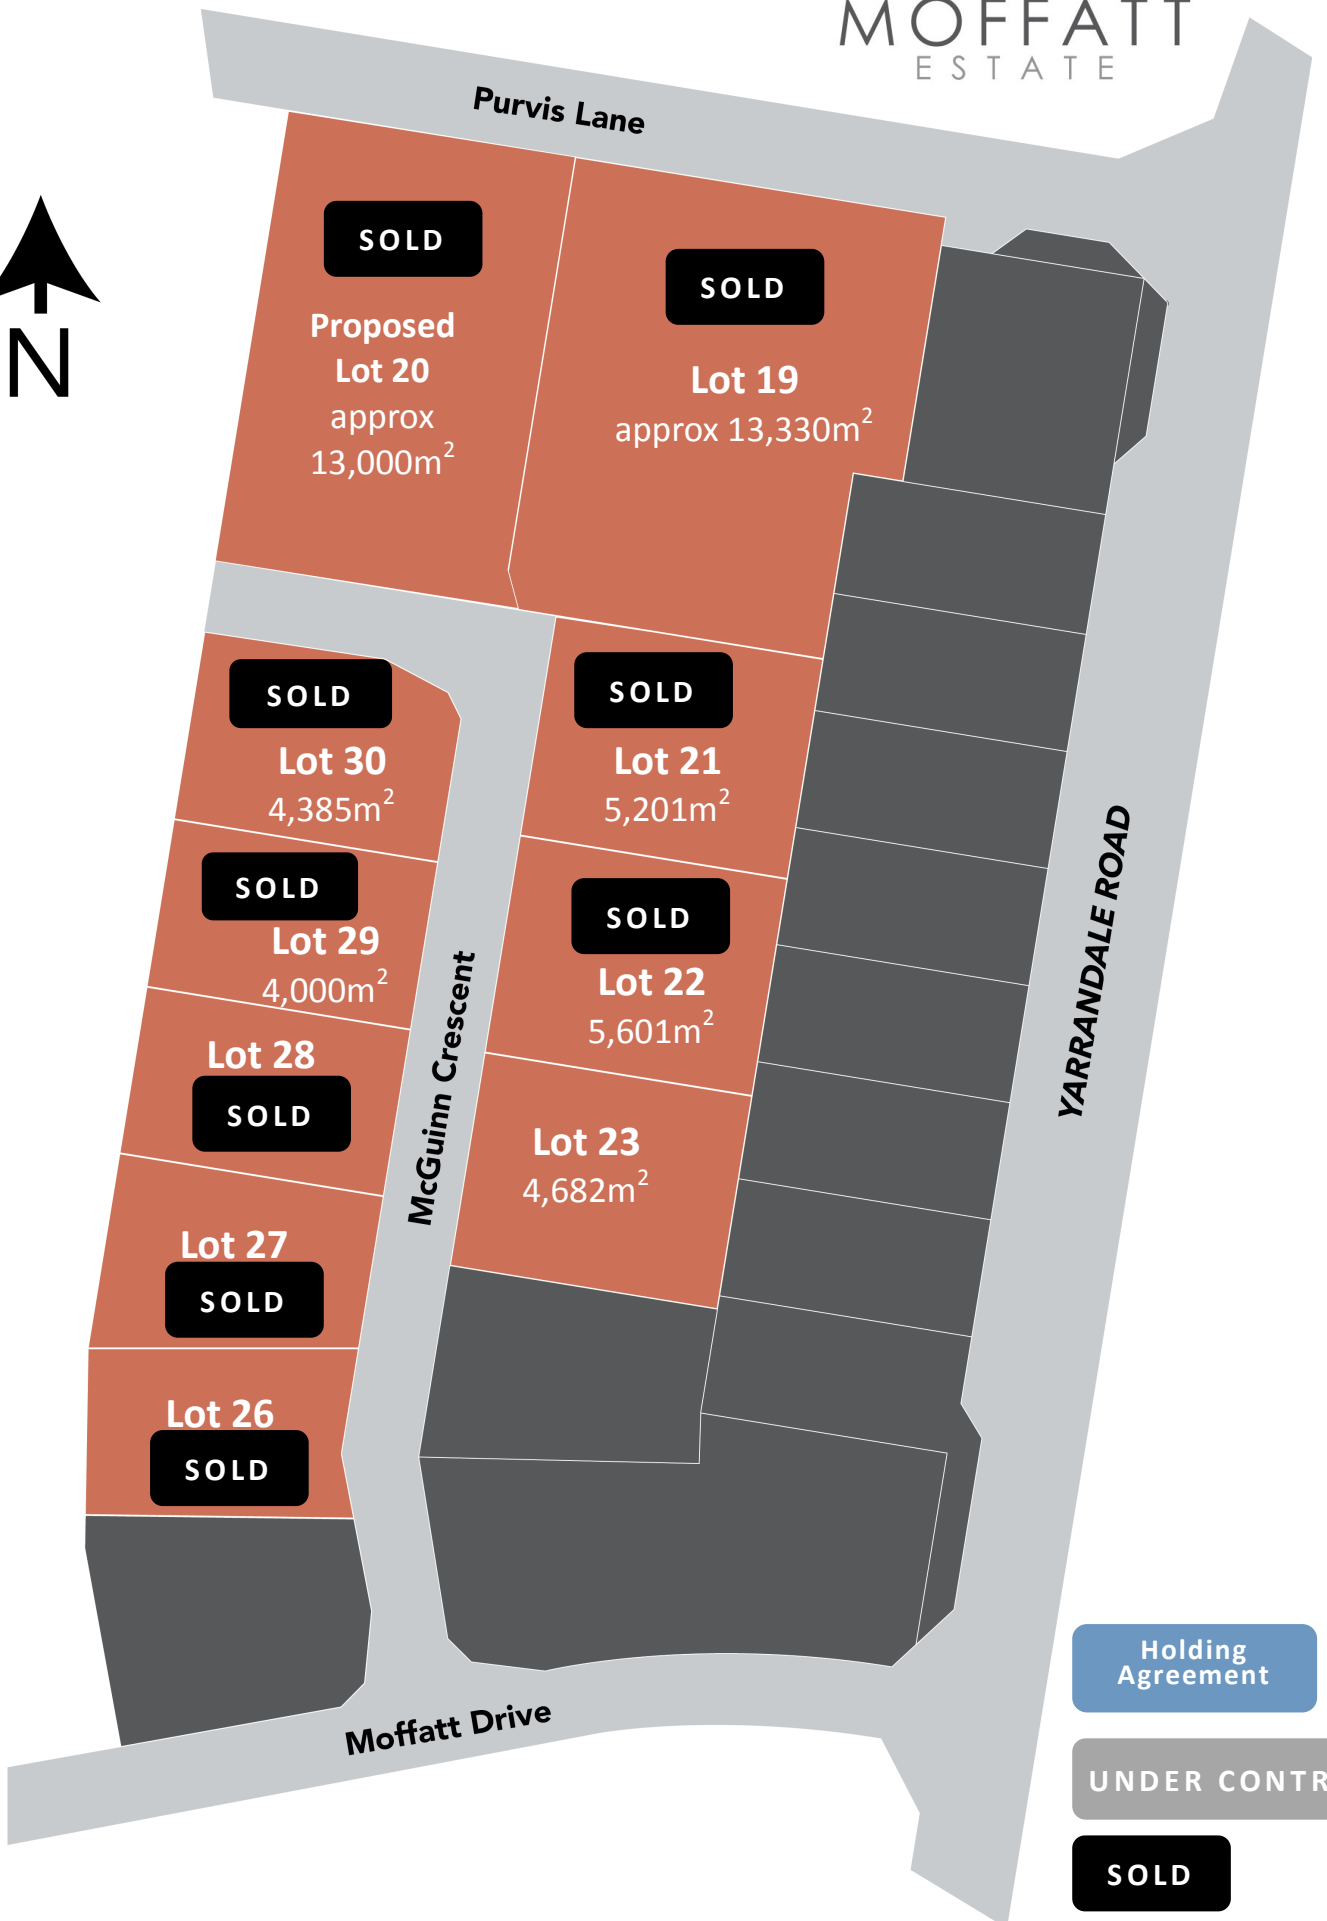 MOFFATT
ESTATE
Purvis Lane
N
SOLD
Proposed
Lot 20
approx
13,000m²
SOLD
Lot 19
approx 13,330m²
SOLD
Lot 30
4,385m²
SOLD
Lot 21
5,201m²
SOLD
Lot 29
4,000m²
SOLD
Lot 22
5,601m²
Lot 28
SOLD
McGuinn Crescent
YARRANDALE ROAD
Lot 23
4,682m²
Lot 27
SOLD
Lot 26
SOLD
Moffatt Drive
Holding
Agreement
UNDER CONTR
SOLD